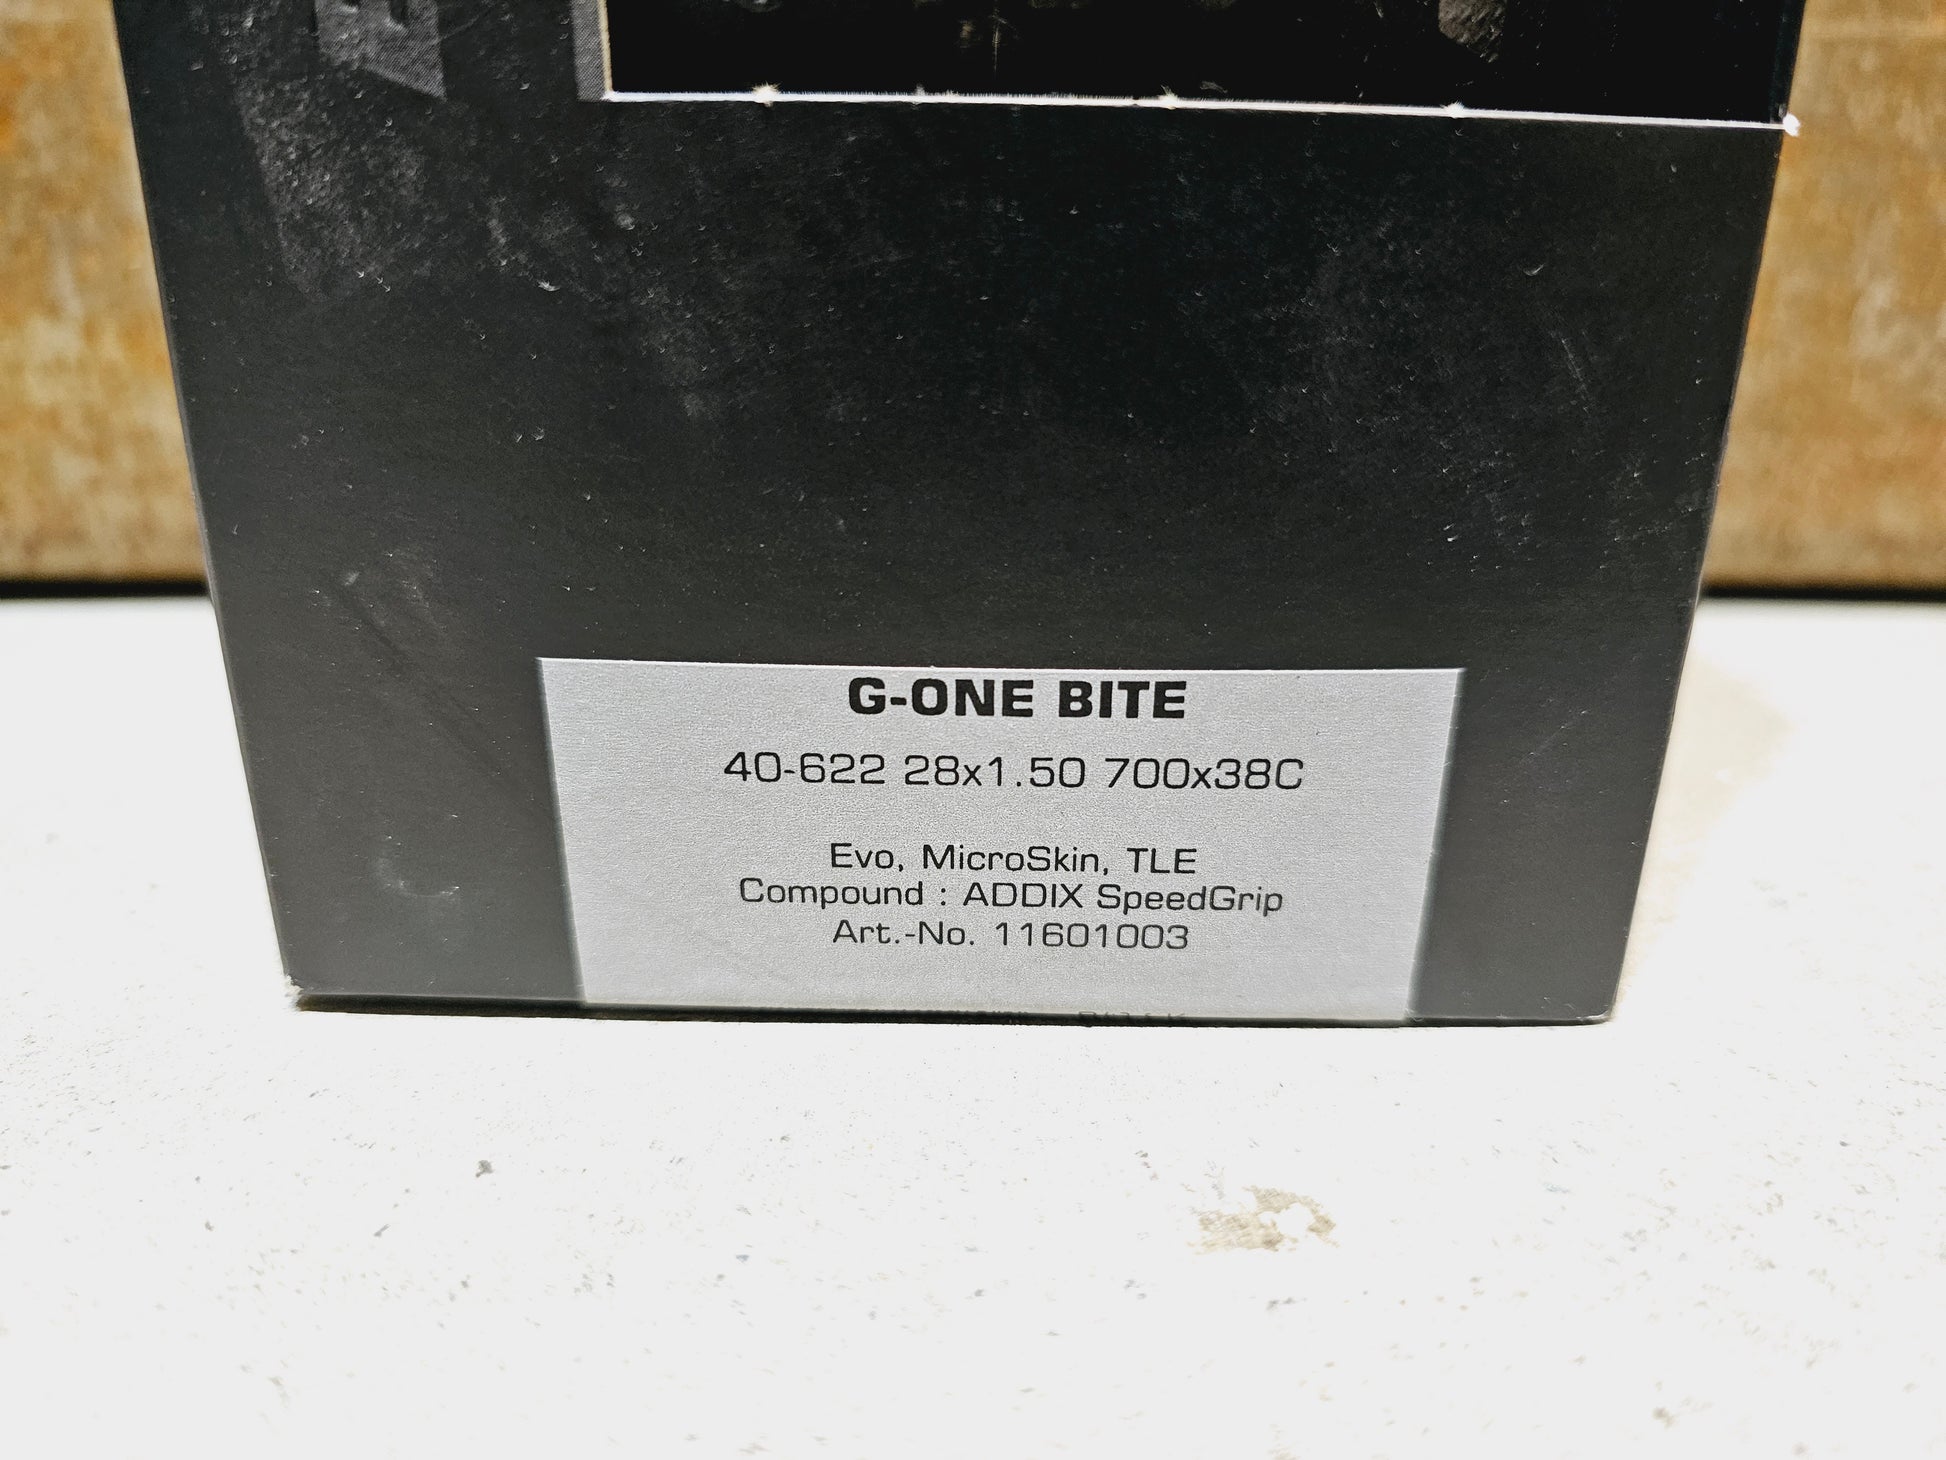 G-ONE BITE
40-622 28x1.50 700x38C
Evo, MicroSkin, TLE
Compound : ADDIX SpeedGrip
Art.-No. 11601003